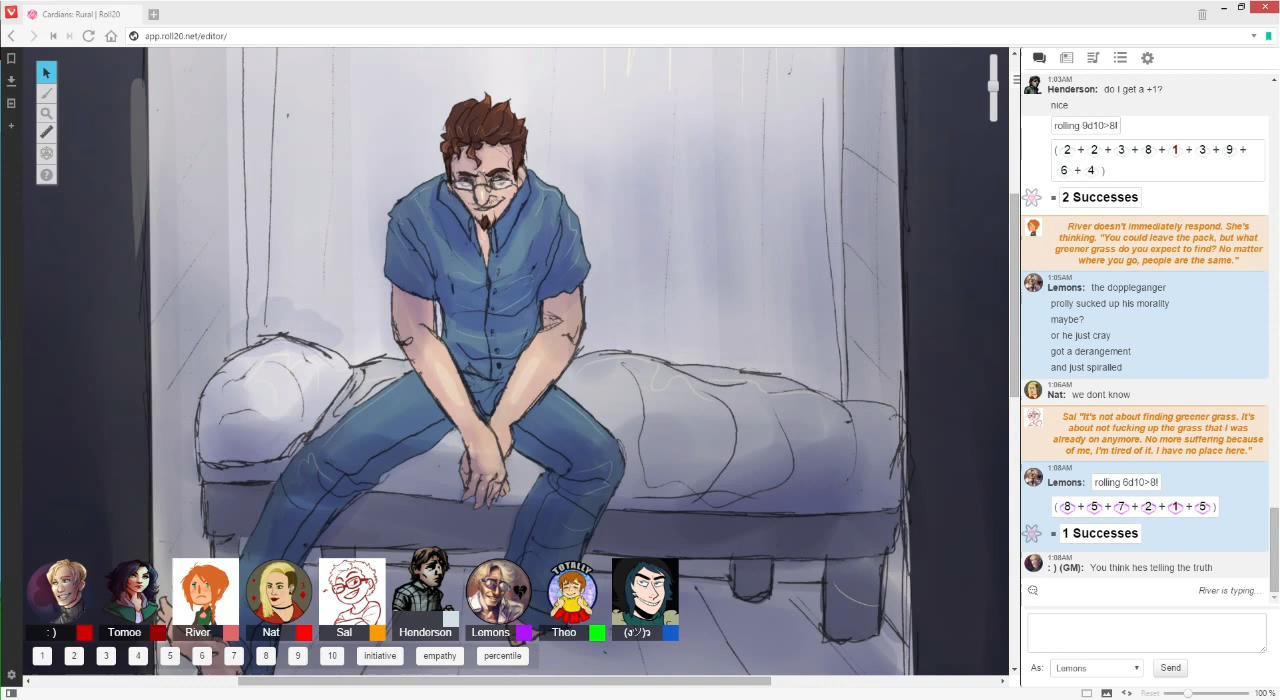 Cardians: Rural | Roll20
app.roll20.net/editor/
1:03AM
Henderson: do I get a +1?
nice
rolling 9d10>8!
( 2 + 2 + 3 + 8 + 1 + 3 + 9 +
6 + 4 )
= 2 Successes
River doesn't immediately respond. She's
thinking. "You could leave the pack, but what
greener grass do you expect to find? No matter
where you go, people are the same."
1:05AM
Lemons: the doppleganger
prolly sucked up his morality
maybe?
or he just cray
got a derangement
and just spiralled
1:06AM
Nat: we dont know
Sal "It's not about finding greener grass. It's
about not fucking up the grass that I was
already on anymore. No more suffering because
of me, I'm tired of it. I have no place here."
1:08AM
Lemons: rolling 6d10>8!
( 8 + 5 + 7 + 2 + 1 + 5 )
= 1 Successes
1:08AM
: ) (GM): You think hes telling the truth
River is typing...
As: Lemons Send
TOTALLY
: ) Tomoe River Nat Sal Henderson Lemons Theo
1 2 3 4 5 6 7 8 9 10 initiative empathy percentile
Reset 100 %